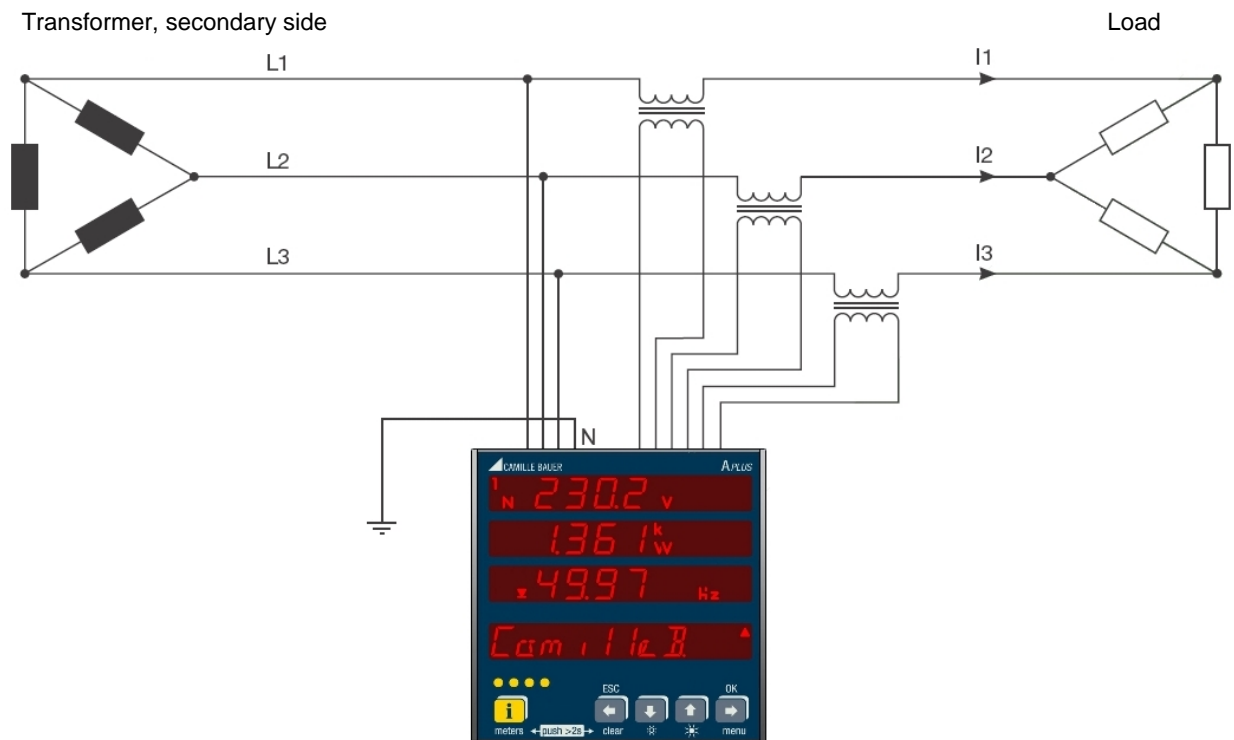 Transformer, secondary side
Load
L1
I1
L2
I2
L3
I3
N
CAMILLE BAUER APLUS
1 N 230.2 V
1.361 kW
49.97 Hz
CamilleB.
ESC OK
i
meters push >2s clear menu